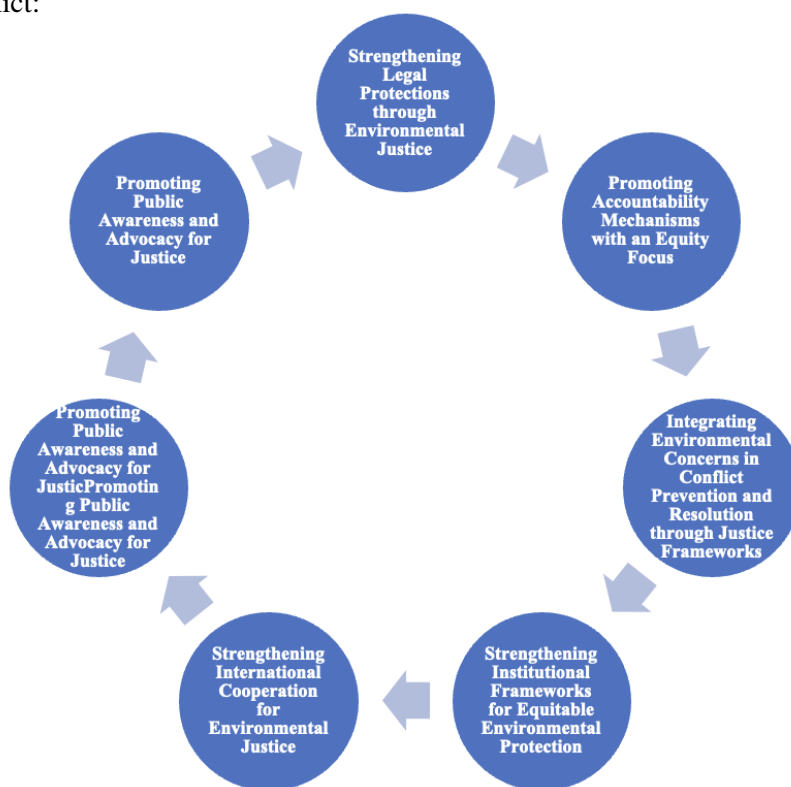 ict:
Strengthening
Legal
Protections
through
Environmental
Justice
Promoting
Accountability
Mechanisms
with an Equity
Focus
Integrating
Environmental
Concerns in
Conflict
Prevention and
Resolution
through Justice
Frameworks
Strengthening
Institutional
Frameworks
for Equitable
Environmental
Protection
Strengthening
International
Cooperation
for
Environmental
Justice
Promoting
Public
Awareness and
Advocacy for
JusticPromotin
g Public
Awareness and
Advocacy for
Justice
Promoting
Public
Awareness and
Advocacy for
Justice